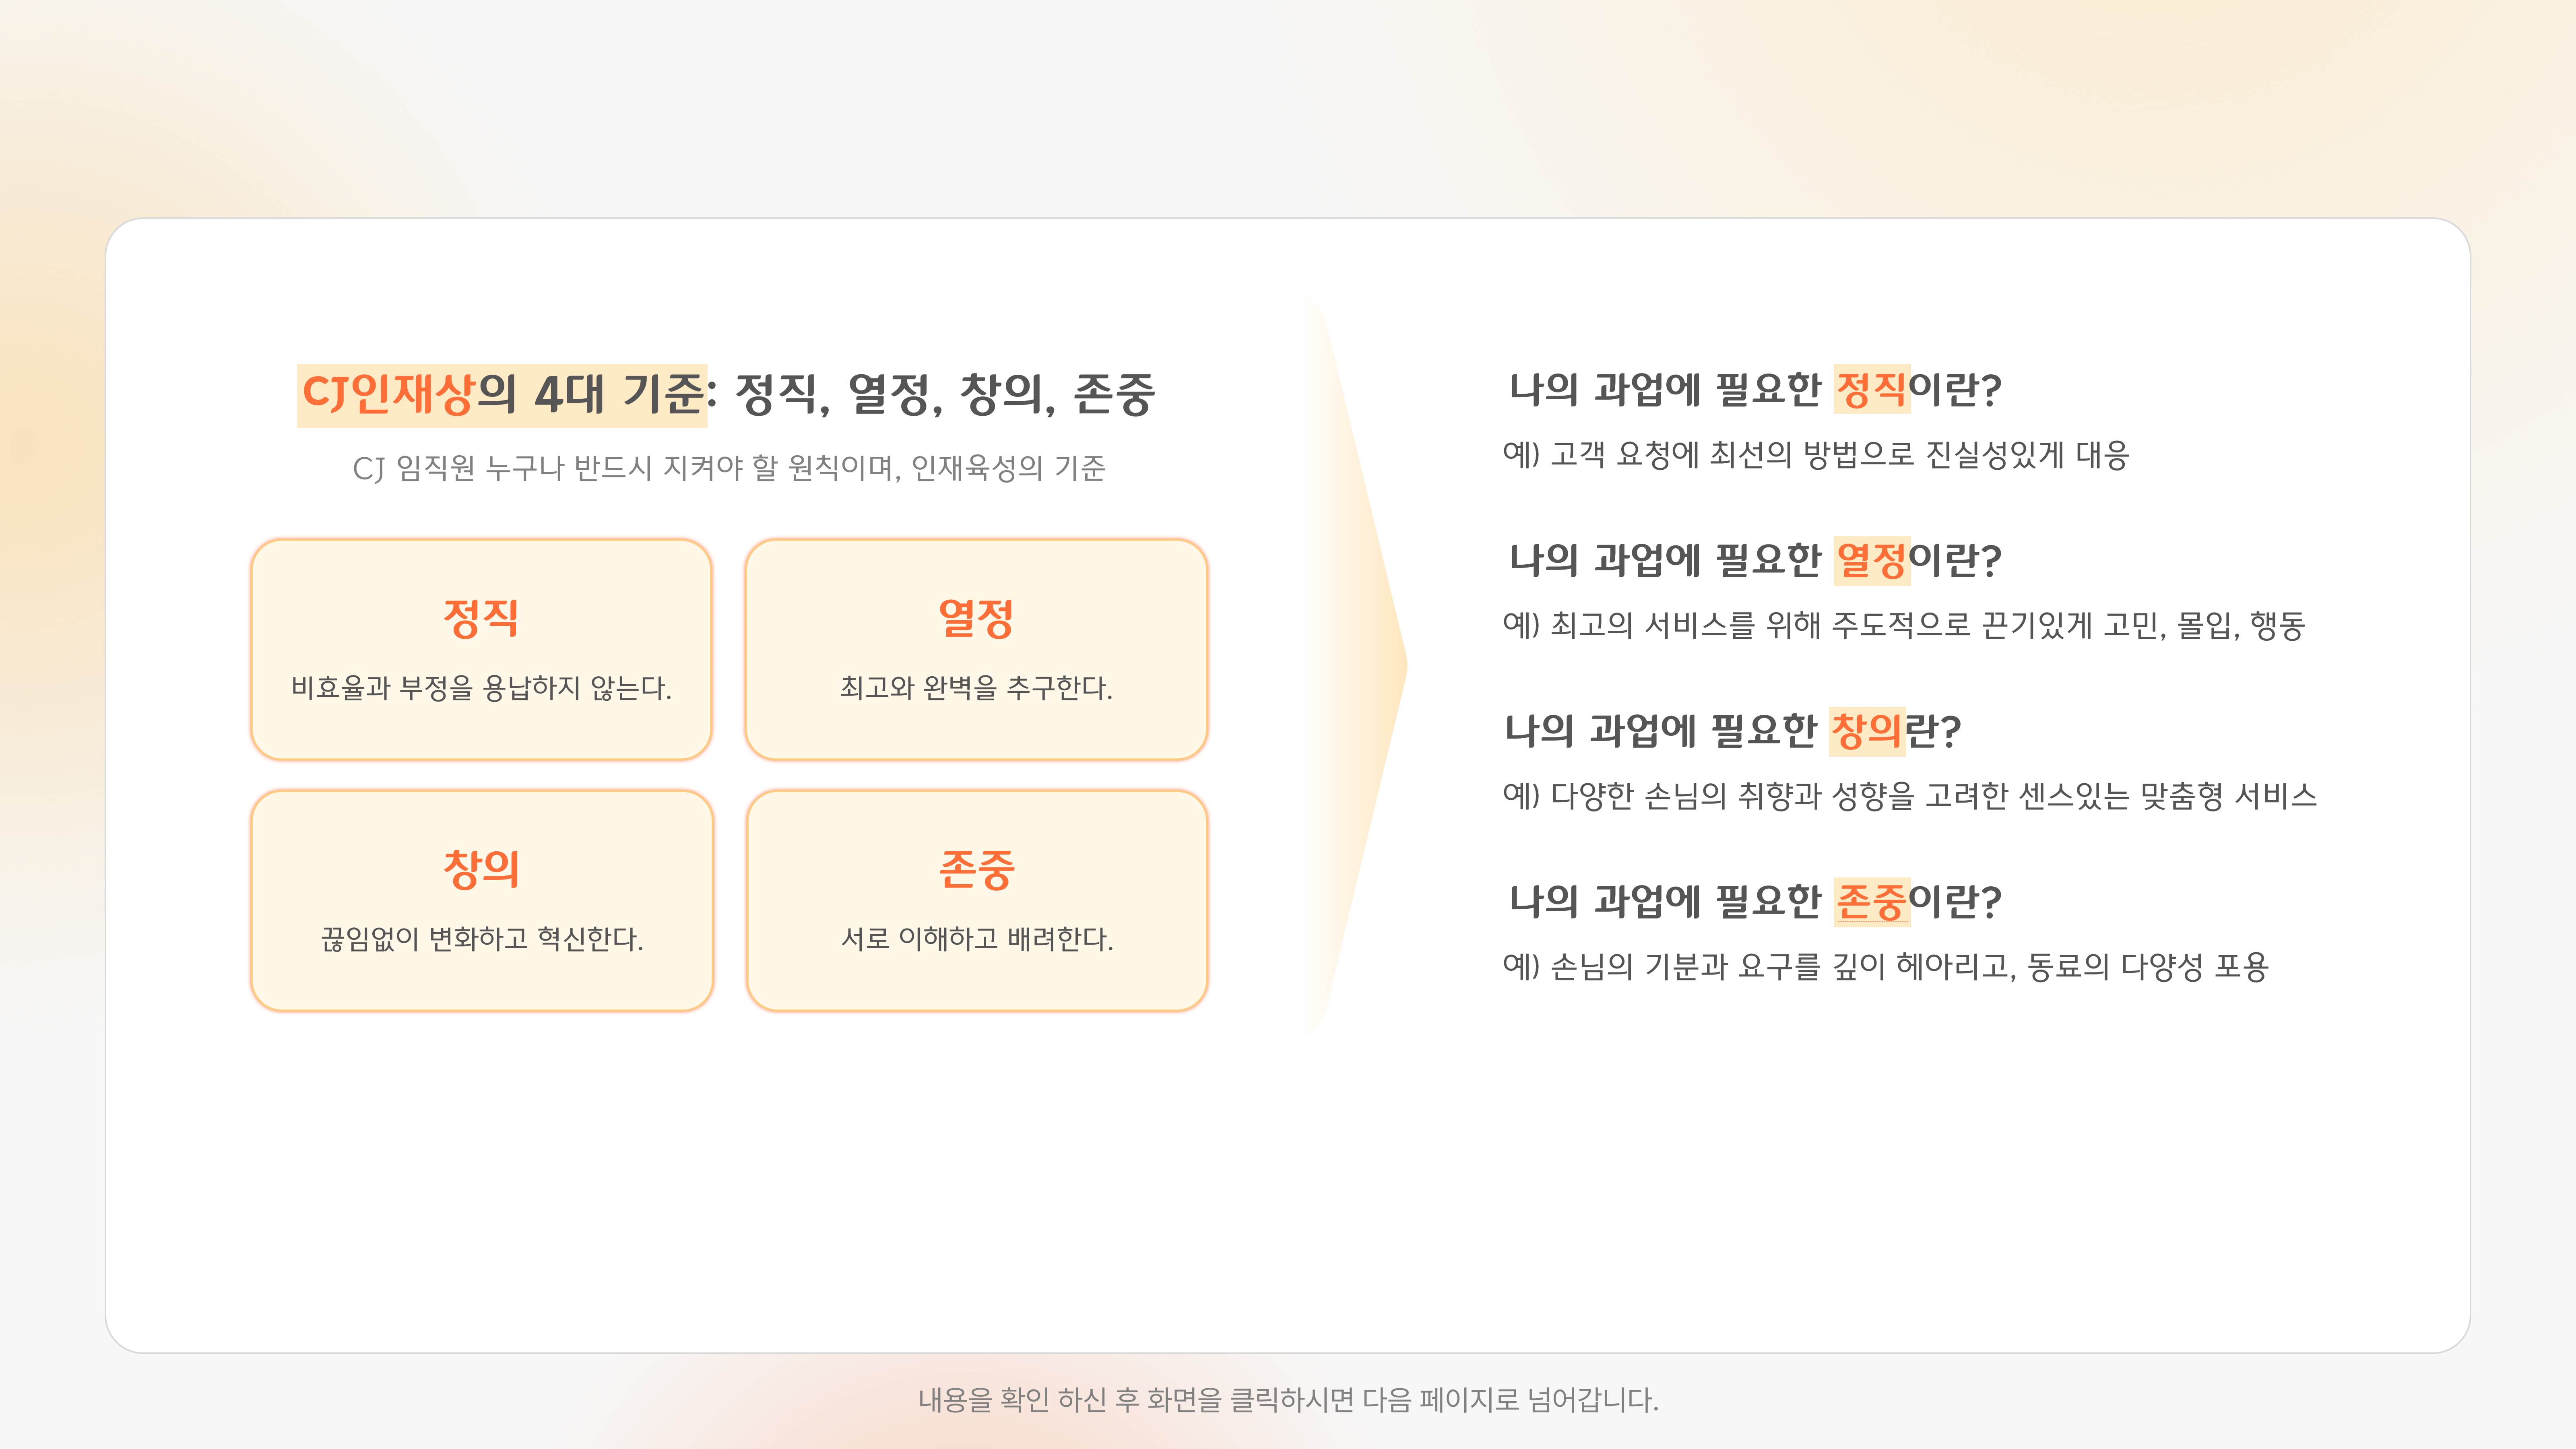 CJ인재상의 4대 기준: 정직, 열정, 창의, 존중
CJ 임직원 누구나 반드시 지켜야 할 원칙이며, 인재육성의 기준
정직
비효율과 부정을 용납하지 않는다.
열정
최고와 완벽을 추구한다.
창의
끊임없이 변화하고 혁신한다.
존중
서로 이해하고 배려한다.
나의 과업에 필요한 정직이란?
예) 고객 요청에 최선의 방법으로 진실성있게 대응
나의 과업에 필요한 열정이란?
예) 최고의 서비스를 위해 주도적으로 끈기있게 고민, 몰입, 행동
나의 과업에 필요한 창의란?
예) 다양한 손님의 취향과 성향을 고려한 센스있는 맞춤형 서비스
나의 과업에 필요한 존중이란?
예) 손님의 기분과 요구를 깊이 헤아리고, 동료의 다양성 포용
내용을 확인 하신 후 화면을 클릭하시면 다음 페이지로 넘어갑니다.